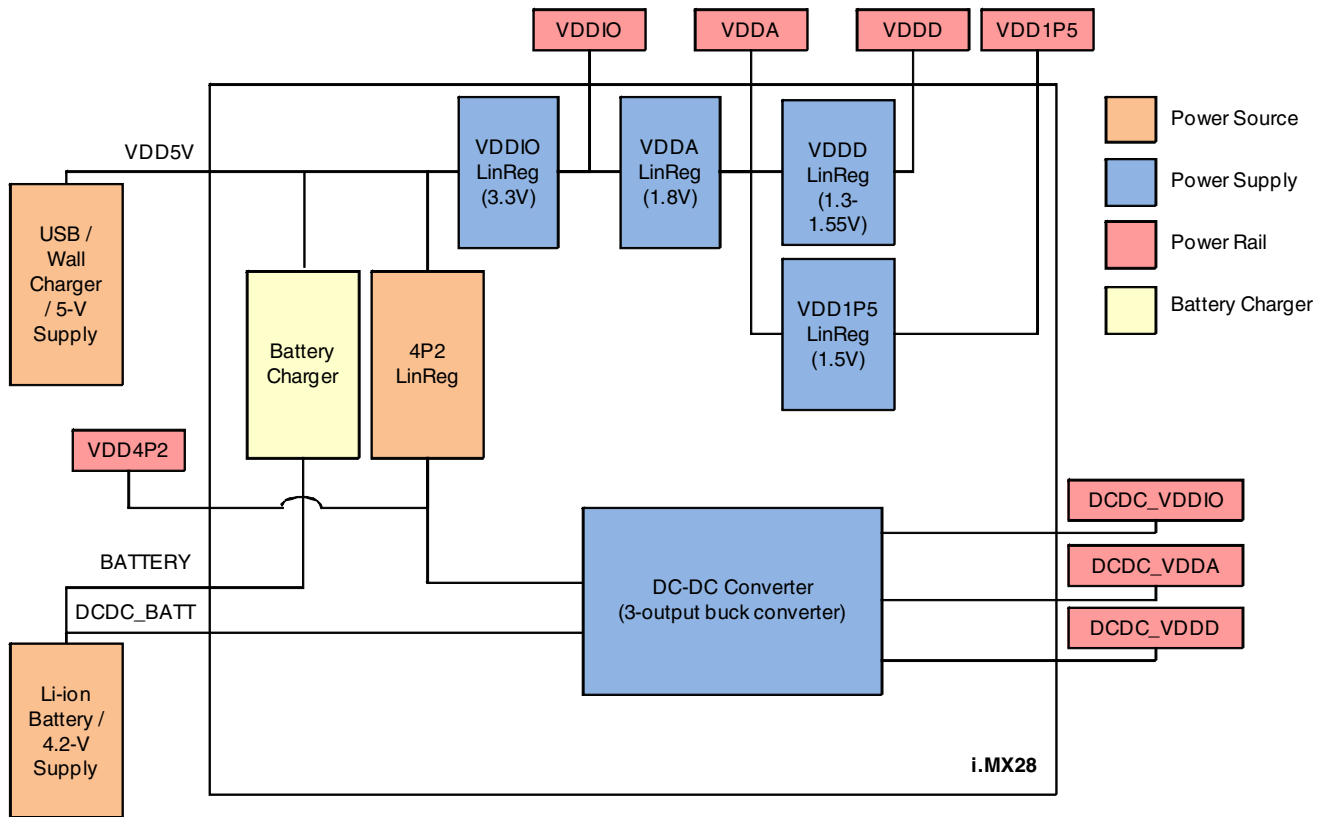 VDDIO
VDDA
VDDD
VDD1P5
VDD5V
VDDIO
LinReg
(3.3V)
VDDA
LinReg
(1.8V)
VDDD
LinReg
(1.3-
1.55V)
Power Source
Power Supply
Power Rail
Battery Charger
USB /
Wall
Charger
/ 5-V
Supply
Battery
Charger
4P2
LinReg
VDD1P5
LinReg
(1.5V)
VDD4P2
BATTERY
DCDC_BATT
DC-DC Converter
(3-output buck converter)
DCDC_VDDIO
DCDC_VDDA
DCDC_VDDD
Li-ion
Battery /
4.2-V
Supply
i.MX28